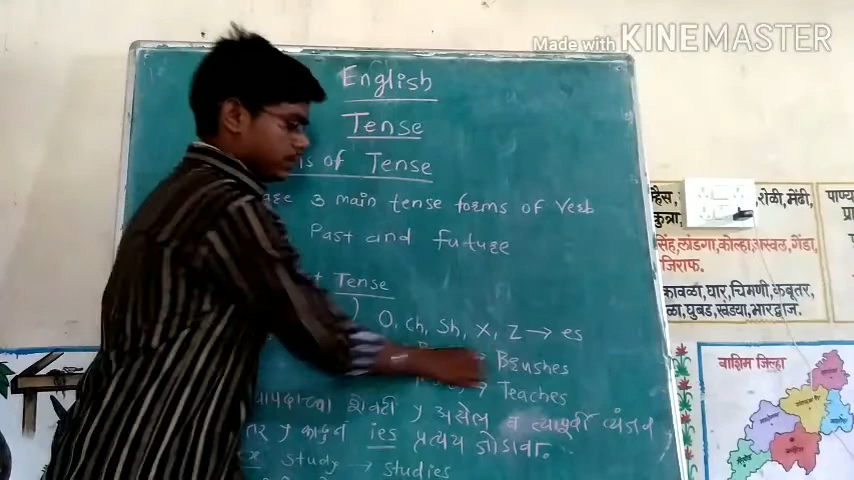 Made with KINEMASTER
English
Tense
is of Tense
are 3 main tense forms of Verb
Past and future
Tense
) O, ch, Sh, X, Z → es
→ Brushes
→ Teaches
शेवटी y असेल व त्यापूर्वी व्यंजन
तर y काढून ies प्रत्यय जोडावा.
Ex Study → Studies
हैस,
कुत्रा.
शेळी, मेंढी,
सिंह, लांडगा, कोल्हा, अस्वल, गेंडा,
जिराफ.
कावळा, घार, चिमणी, कबूतर,
घुबड, खंड्या, भारद्वाज.
वाशिम जिल्हा